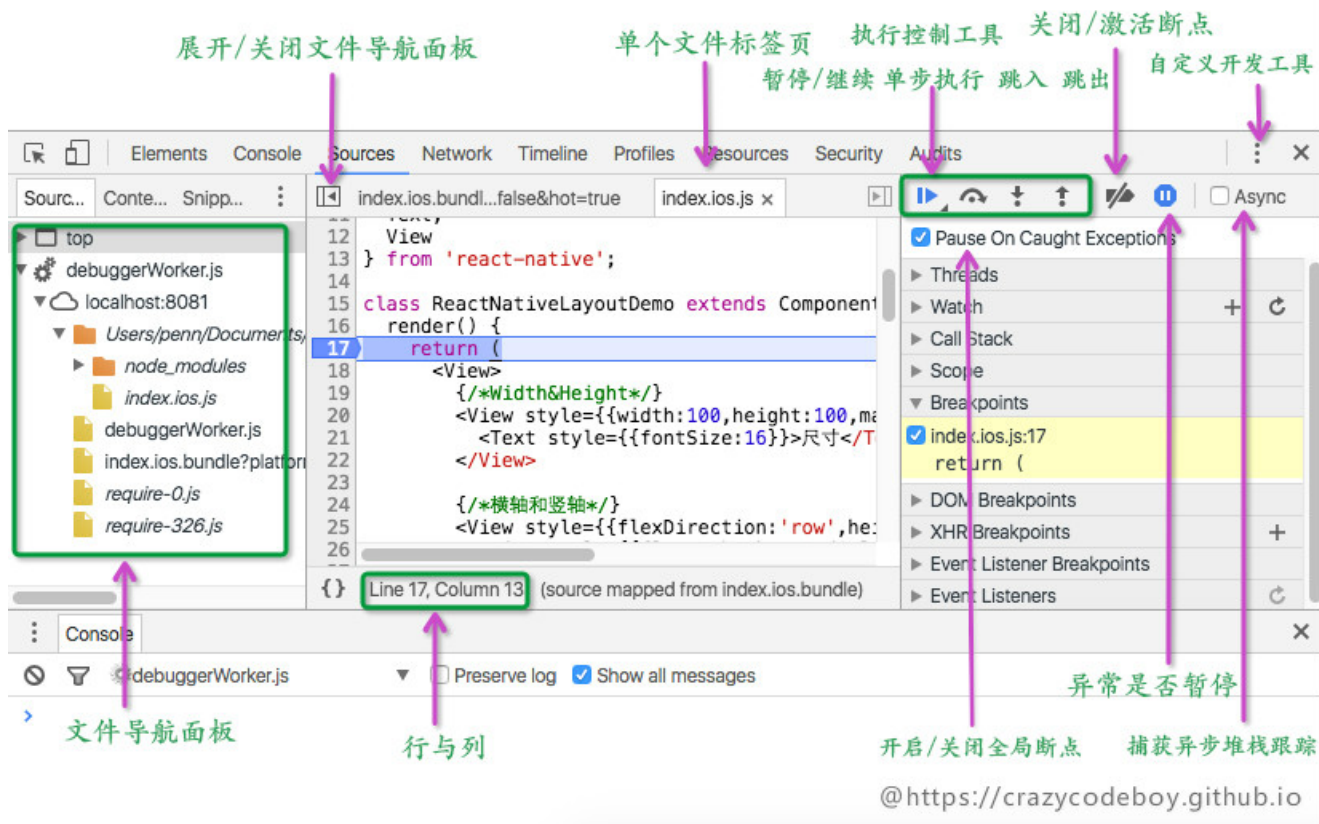 展开/关闭文件导航面板
单个文件标签页
执行控制工具
关闭/激活断点
暂停/继续 单步执行 跳入 跳出
自定义开发工具
Elements Console Sources Network Timeline Profiles Resources Security Audits
Sourc... Conte... Snipp...
index.ios.bundl...false&hot=true
index.ios.js ×
Async
top
debuggerWorker.js
localhost:8081
Users/penn/Documents/
node_modules
index.ios.js
debuggerWorker.js
index.ios.bundle?platforr
require-0.js
require-326.js
11 Text,
12 View
13 } from 'react-native';
14
15 class ReactNativeLayoutDemo extends Component
16 render() {
17 return (
18 <View>
19 {/*Width&Height*/}
20 <View style={{width:100,height:100,ma
21 <Text style={{fontSize:16}}>尺寸</T
22 </View>
23
24 {/*横轴和竖轴*/}
25 <View style={{flexDirection:'row',hei
26
{} Line 17, Column 13 (source mapped from index.ios.bundle)
Pause On Caught Exceptions
Threads
Watch
Call Stack
Scope
Breakpoints
index.ios.js:17
return (
DOM Breakpoints
XHR Breakpoints
Event Listener Breakpoints
Event Listeners
Console
debuggerWorker.js
Preserve log
Show all messages
文件导航面板
行与列
异常是否暂停
开启/关闭全局断点
捕获异步堆栈跟踪
@https://crazycodeboy.github.io